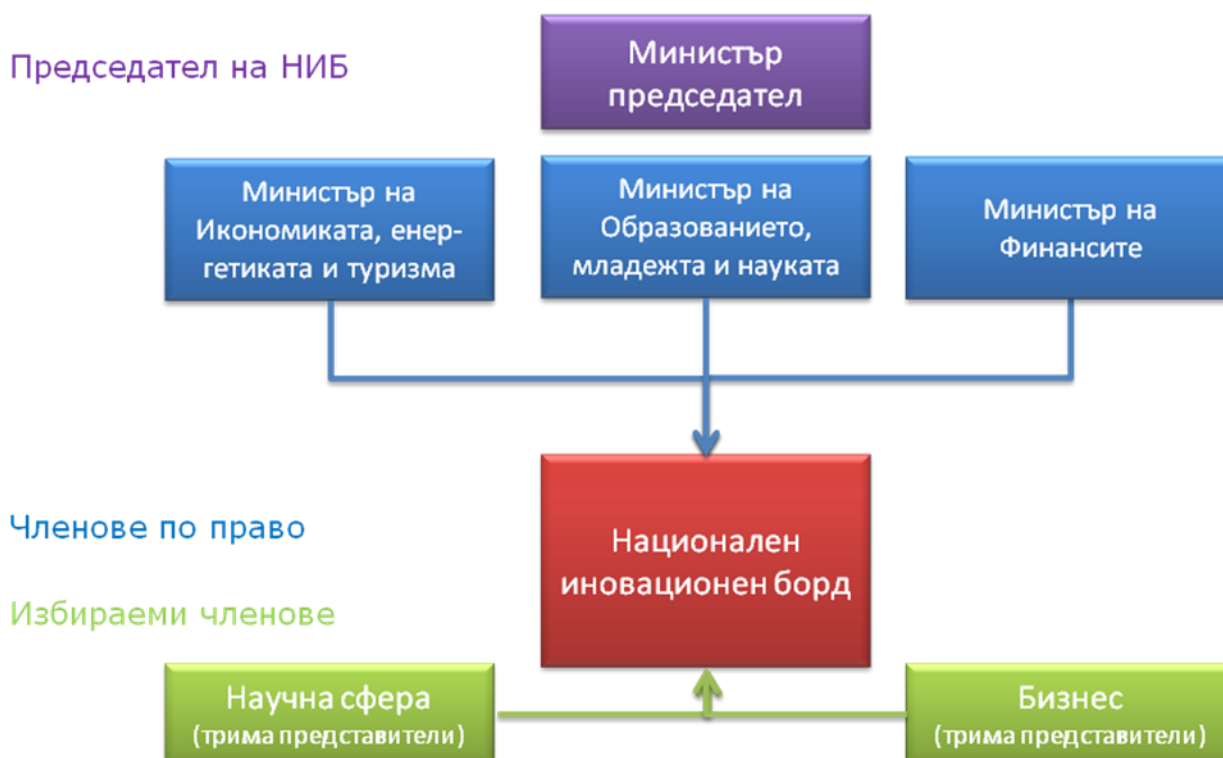 Председател на НИБ
Министър
председател
Министър на
Икономиката, енер-
гетиката и туризма
Министър на
Образованието,
младежта и науката
Министър на
Финансите
Членове по право
Национален
иновационен борд
Избираеми членове
Научна сфера
(трима представители)
Бизнес
(трима представители)